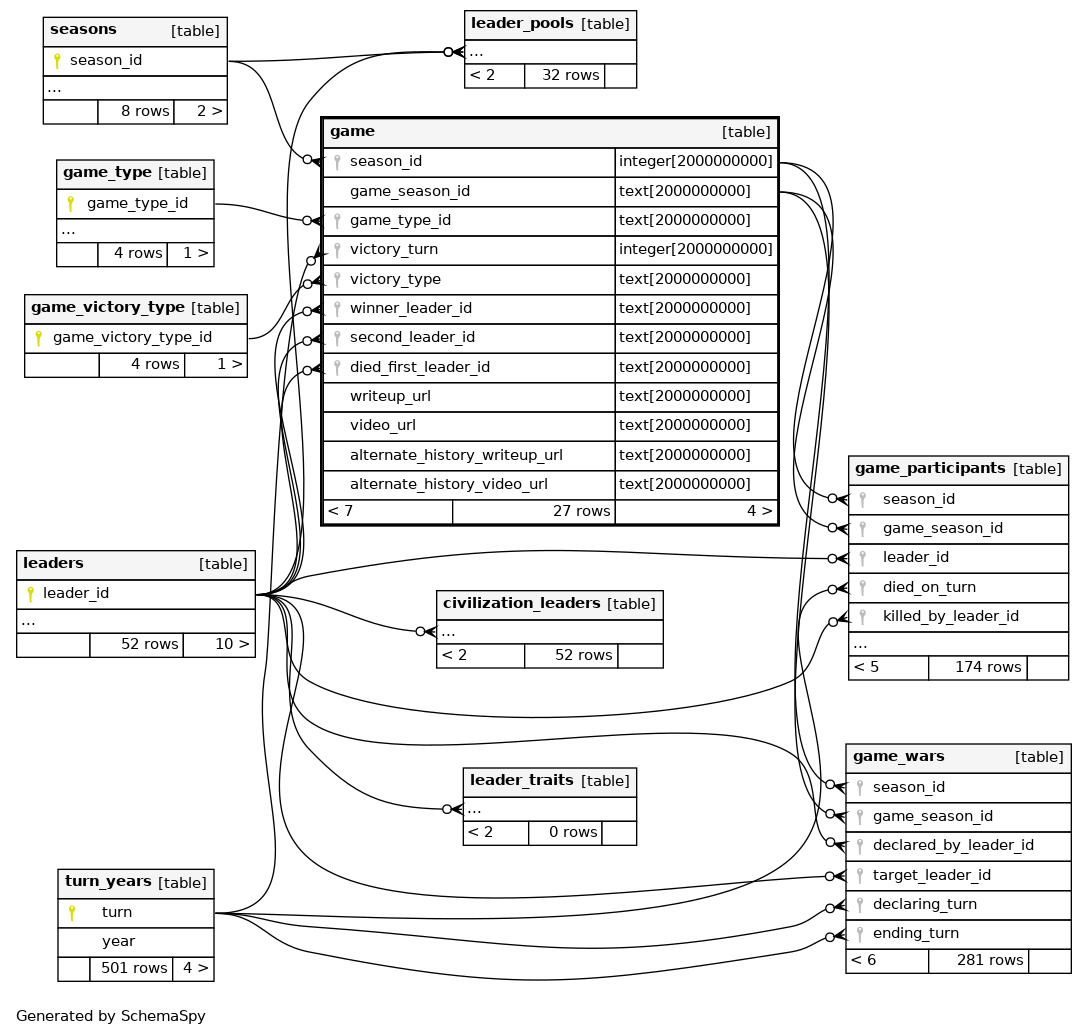 seasons [table]
season_id
...
8 rows 2 >
leader_pools [table]
...
< 2 32 rows
game [table]
season_id integer[2000000000]
game_season_id text[2000000000]
game_type_id text[2000000000]
victory_turn integer[2000000000]
victory_type text[2000000000]
winner_leader_id text[2000000000]
second_leader_id text[2000000000]
died_first_leader_id text[2000000000]
writeup_url text[2000000000]
video_url text[2000000000]
alternate_history_writeup_url text[2000000000]
alternate_history_video_url text[2000000000]
< 7 27 rows 4 >
game_type [table]
game_type_id
...
4 rows 1 >
game_victory_type [table]
game_victory_type_id
4 rows 1 >
game_participants [table]
season_id
game_season_id
leader_id
died_on_turn
killed_by_leader_id
...
< 5 174 rows
leaders [table]
leader_id
...
52 rows 10 >
civilization_leaders [table]
...
< 2 52 rows
leader_traits [table]
...
< 2 0 rows
game_wars [table]
season_id
game_season_id
declared_by_leader_id
target_leader_id
declaring_turn
ending_turn
< 6 281 rows
turn_years [table]
turn
year
501 rows 4 >
Generated by SchemaSpy